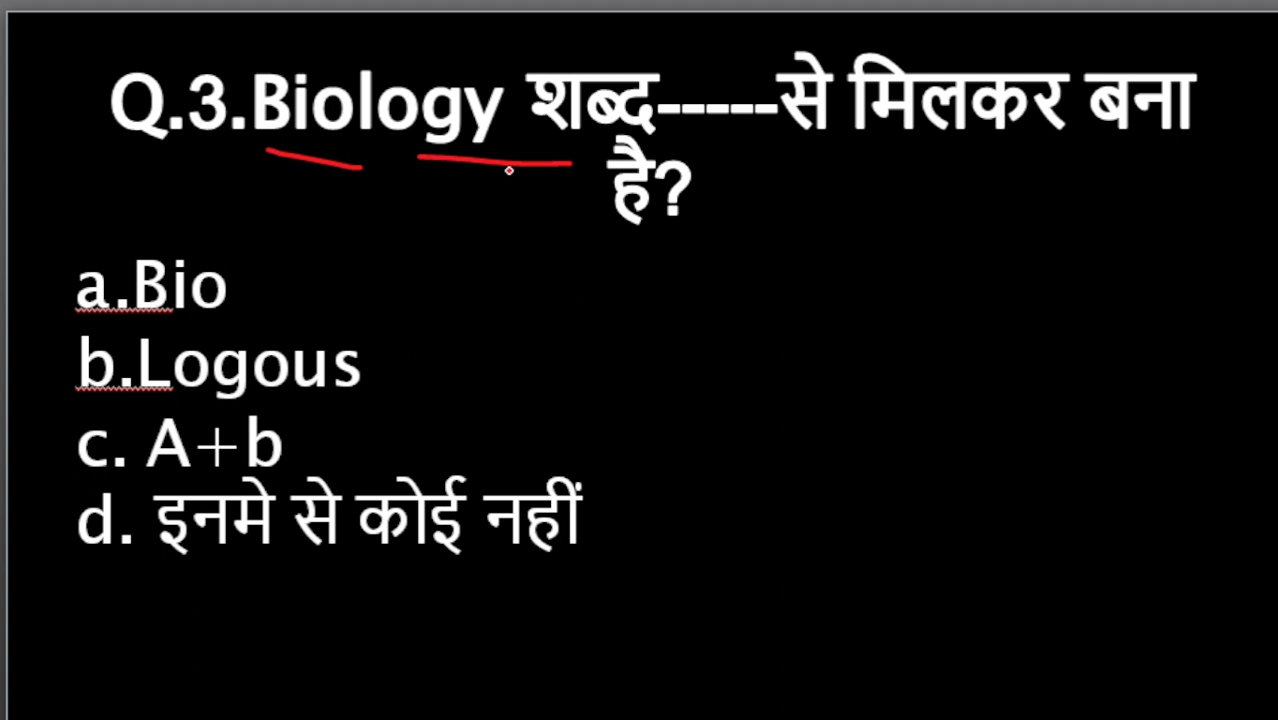 Q.3.Biology शब्द-----से मिलकर बना
है?
a.Bio
b.Logous
c. A+b
d. इनमे से कोई नहीं